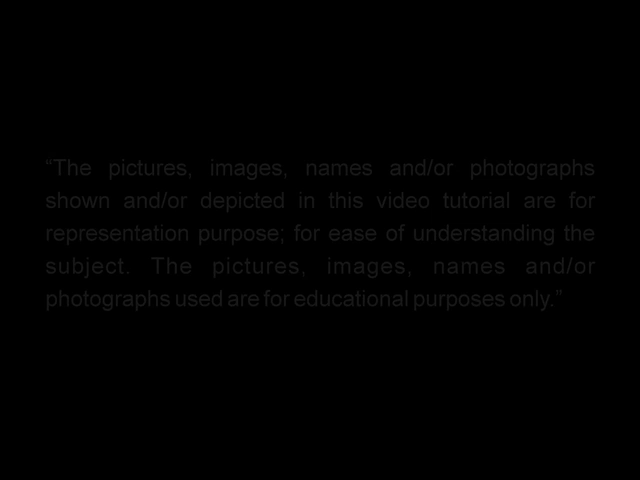 “The pictures, images, names and/or photographs
shown and/or depicted in this video tutorial are for
representation purpose; for ease of understanding the
subject. The pictures, images, names and/or
photographs used are for educational purposes only.”